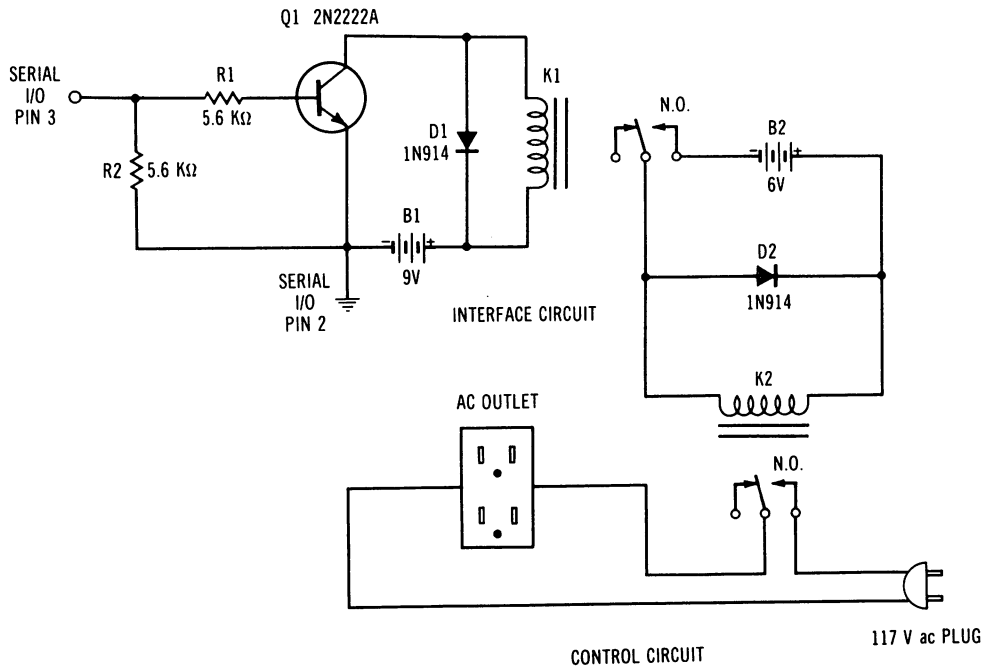 Q1 2N2222A
SERIAL
I/O
PIN 3
R1
5.6 KΩ
R2 5.6 KΩ
D1
1N914
K1
B1
- +
9V
SERIAL
I/O
PIN 2
INTERFACE CIRCUIT
N.O.
B2
- +
6V
D2
1N914
K2
AC OUTLET
N.O.
117 V ac PLUG
CONTROL CIRCUIT